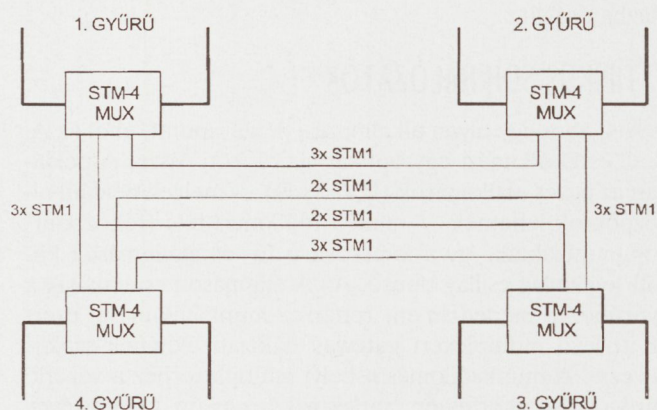 1. GYŰRŰ
2. GYŰRŰ
STM-4
MUX
STM-4
MUX
3x STM1
2x STM1
3x STM1
3x STM1
2x STM1
3x STM1
STM-4
MUX
STM-4
MUX
4. GYŰRŰ
3. GYŰRŰ